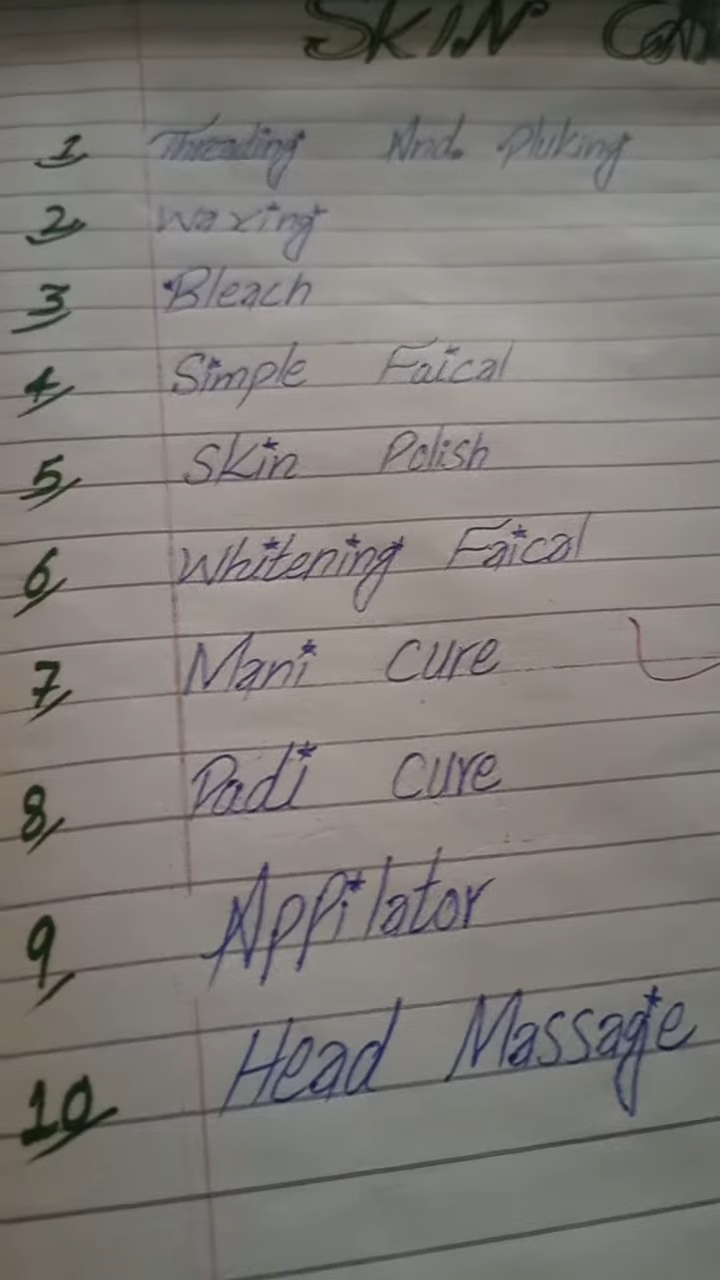 SKIN
1 Threading And. Pluking
2 Waxing
3 Bleach
4 Simple Faical
5 Skin Polish
6 Whitening Faical
7 Mani cure
8 Padi cure
9 Appilator
10 Head Massage